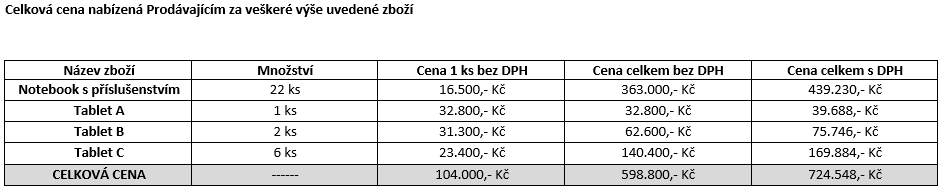 Celková cena nabízená Prodávajícím za veškeré výše uvedené zboží
Název zboží Množství Cena 1 ks bez DPH Cena celkem bez DPH Cena celkem s DPH
Notebook s příslušenstvím 22 ks 16.500,- Kč 363.000,- Kč 439.230,- Kč
Tablet A 1 ks 32.800,- Kč 32.800,- Kč 39.688,- Kč
Tablet B 2 ks 31.300,- Kč 62.600,- Kč 75.746,- Kč
Tablet C 6 ks 23.400,- Kč 140.400,- Kč 169.884,- Kč
CELKOVÁ CENA ------ 104.000,- Kč 598.800,- Kč 724.548,- Kč